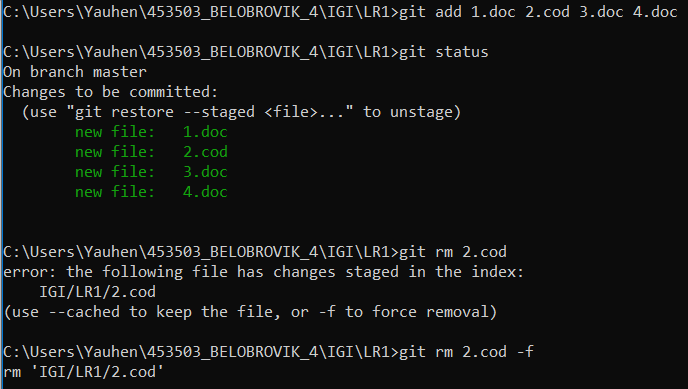 C:\Users\Yauhen\453503_BELOBROVIK_4\IGI\LR1>git add 1.doc 2.cod 3.doc 4.doc
C:\Users\Yauhen\453503_BELOBROVIK_4\IGI\LR1>git status
On branch master
Changes to be committed:
  (use "git restore --staged <file>..." to unstage)
        new file:   1.doc
        new file:   2.cod
        new file:   3.doc
        new file:   4.doc
C:\Users\Yauhen\453503_BELOBROVIK_4\IGI\LR1>git rm 2.cod
error: the following file has changes staged in the index:
    IGI/LR1/2.cod
(use --cached to keep the file, or -f to force removal)
C:\Users\Yauhen\453503_BELOBROVIK_4\IGI\LR1>git rm 2.cod -f
rm 'IGI/LR1/2.cod'